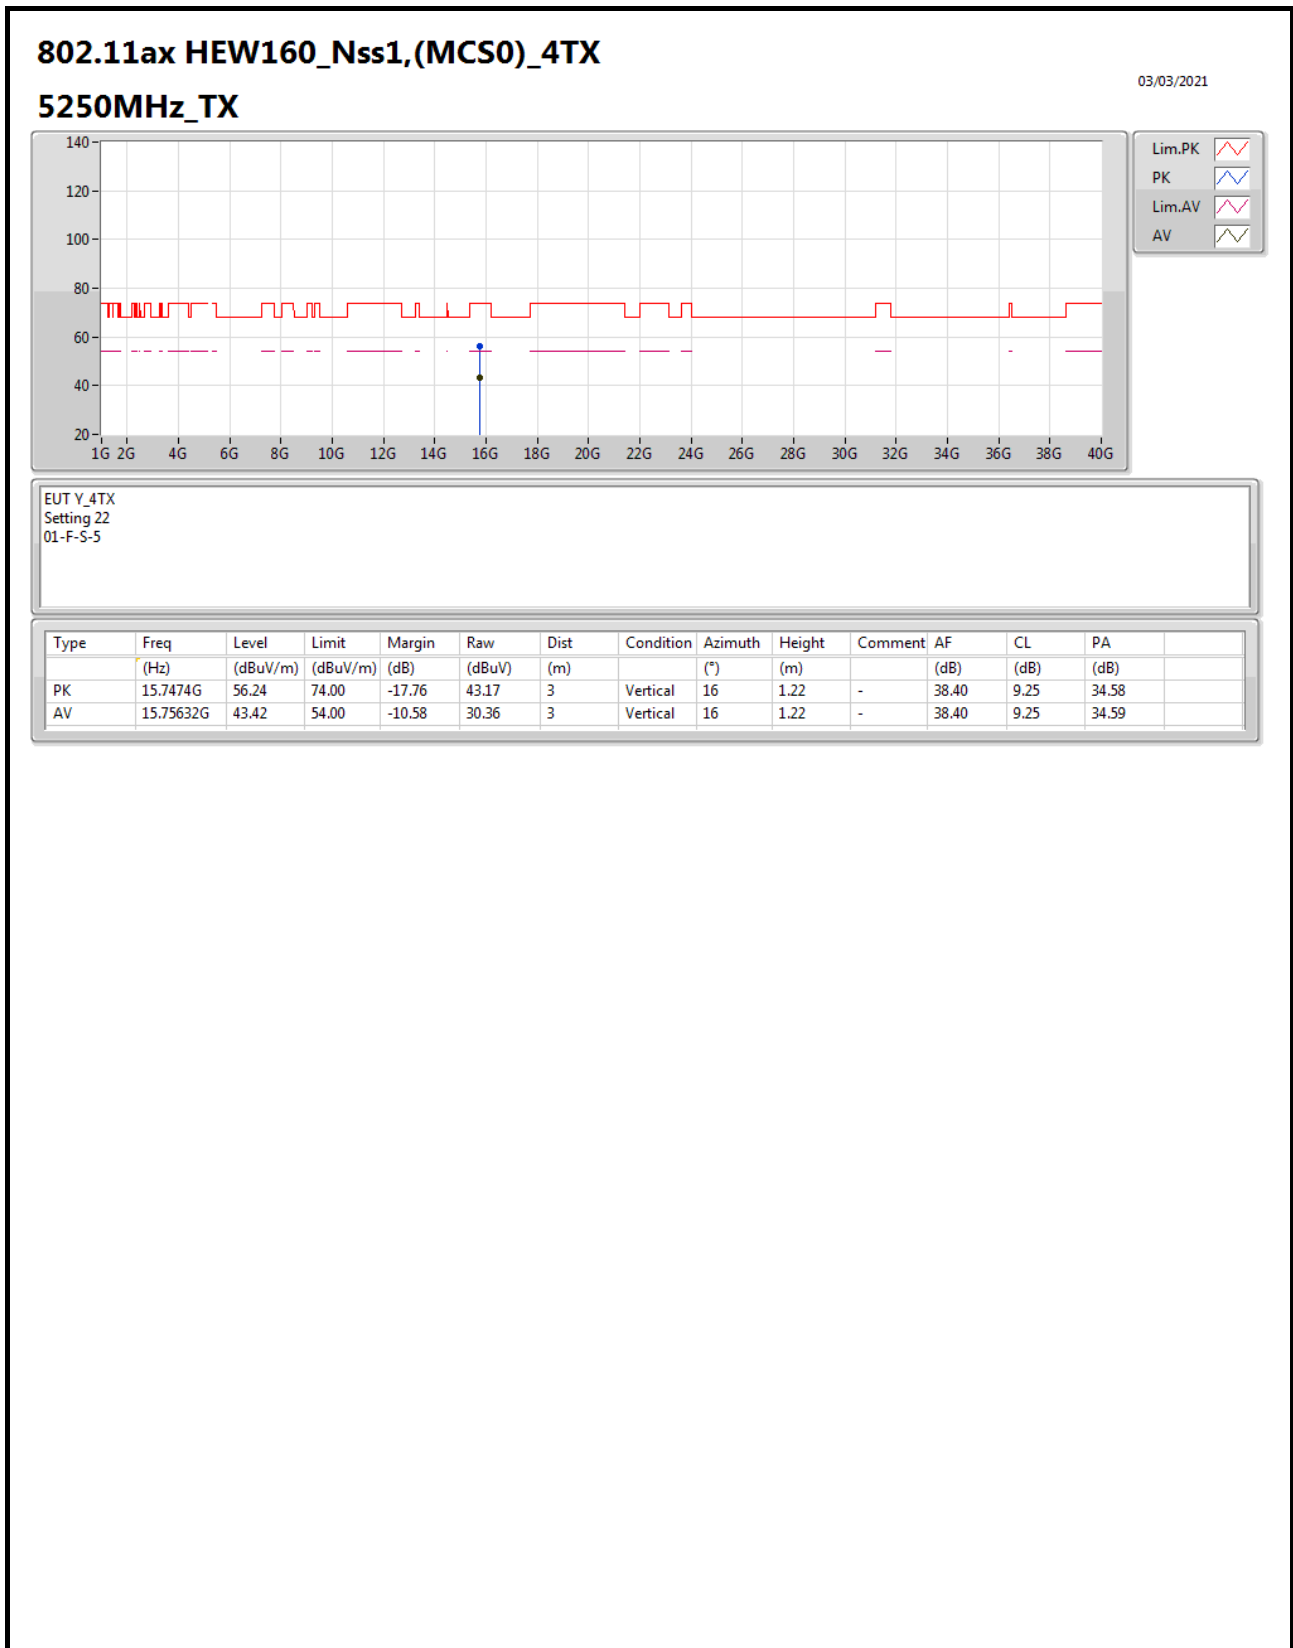 802.11ax HEW160_Nss1,(MCS0)_4TX
03/03/2021
5250MHz_TX
140
120
100
80
60
40
20
1G 2G 4G 6G 8G 10G 12G 14G 16G 18G 20G 22G 24G 26G 28G 30G 32G 34G 36G 38G 40G
Lim.PK
PK
Lim.AV
AV
EUT Y_4TX
Setting 22
01-F-S-5
Type Freq Level Limit Margin Raw Dist Condition Azimuth Height Comment AF CL PA
(Hz) (dBuV/m) (dBuV/m) (dB) (dBuV) (m) (°) (m) (dB) (dB) (dB)
PK 15.7474G 56.24 74.00 -17.76 43.17 3 Vertical 16 1.22 - 38.40 9.25 34.58
AV 15.75632G 43.42 54.00 -10.58 30.36 3 Vertical 16 1.22 - 38.40 9.25 34.59